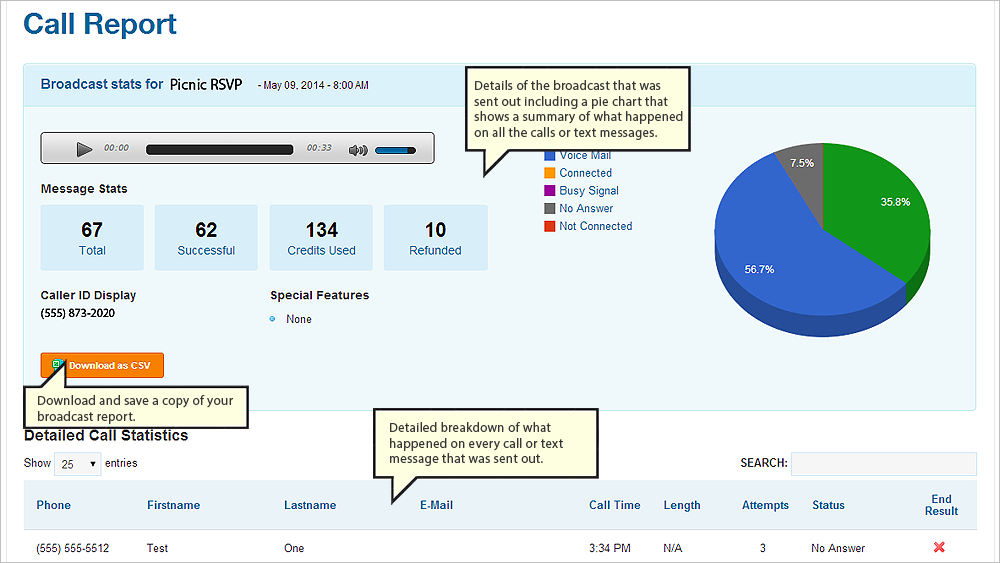 Call Report
Broadcast stats for Picnic RSVP - May 09, 2014 - 8:00 AM
Details of the broadcast that was
sent out including a pie chart that
shows a summary of what happened
on all the calls or text messages.
00:00 00:33
Voice Mail
Connected
Busy Signal
No Answer
Not Connected
7.5%
35.8%
56.7%
Message Stats
67
Total
62
Successful
134
Credits Used
10
Refunded
Caller ID Display
(555) 873-2020
Special Features
None
Download as CSV
Download and save a copy of your
broadcast report.
Detailed breakdown of what
happened on every call or text
message that was sent out.
Detailed Call Statistics
Show 25 entries
SEARCH:
Phone Firstname Lastname E-Mail Call Time Length Attempts Status End Result
(555) 555-5512 Test One 3:34 PM N/A 3 No Answer